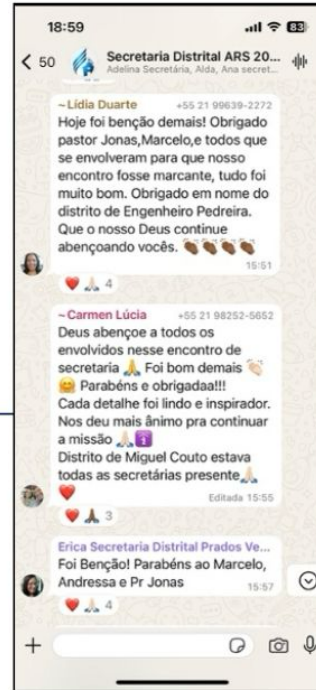 18:59
83
50
Secretaria Distrital ARS 20...
Adelina Secretária, Alda, Ana secret...
~Lídia Duarte +55 21 99639-2272
Hoje foi benção demais! Obrigado
pastor Jonas,Marcelo,e todos que
se envolveram para que nosso
encontro fosse marcante, tudo foi
muito bom. Obrigado em nome do
distrito de Engenheiro Pedreira.
Que o nosso Deus continue
abençoando vocês. 👏🏾👏🏾👏🏾👏🏾
15:51
❤️🙏🏻 4
~Carmen Lúcia +55 21 98252-5652
Deus abençoe a todos os
envolvidos nesse encontro de
secretaria 🙏 Foi bom demais 👏🏻
🤗 Parabéns e obrigadaa!!!
Cada detalhe foi lindo e inspirador.
Nos deu mais ânimo pra continuar
a missão 🙏🏻⬆️
Distrito de Miguel Couto estava
todas as secretárias presente🙏🏻
❤️
Editada 15:55
❤️🙏🏾 3
Erica Secretaria Distrital Prados Ve...
Foi Benção! Parabéns ao Marcelo,
Andressa e Pr Jonas
15:57
❤️🙏🏻 4